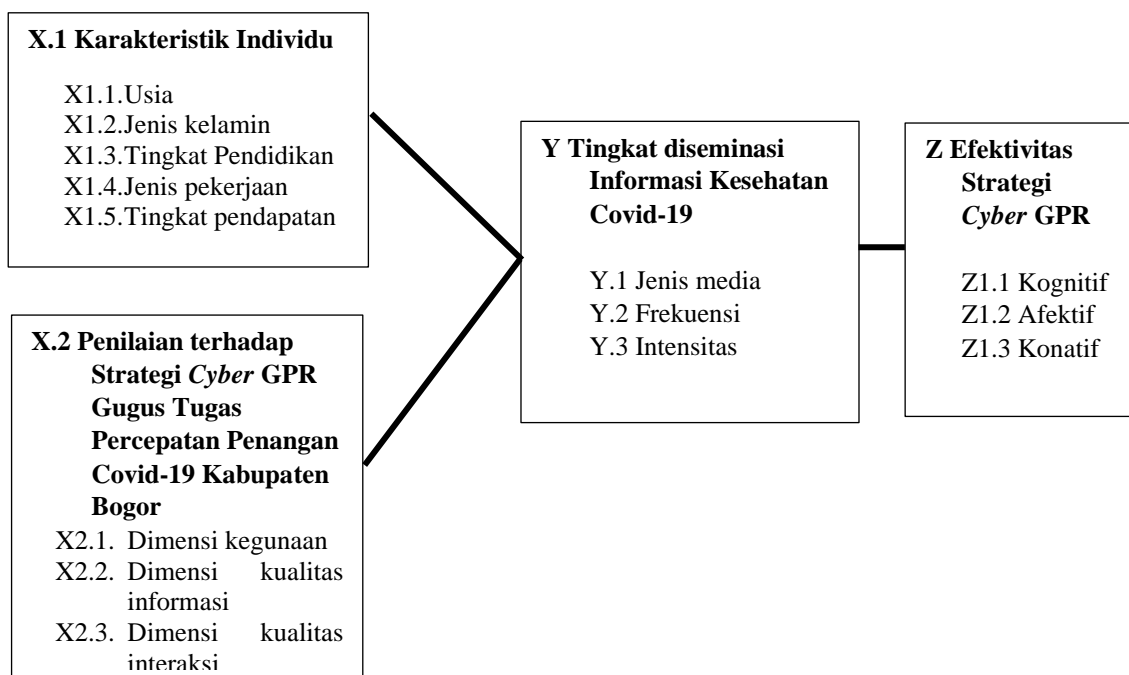 X.1 Karakteristik Individu
X1.1.Usia
X1.2.Jenis kelamin
X1.3.Tingkat Pendidikan
X1.4.Jenis pekerjaan
X1.5.Tingkat pendapatan
X.2 Penilaian terhadap
Strategi Cyber GPR
Gugus Tugas
Percepatan Penangan
Covid-19 Kabupaten
Bogor
X2.1. Dimensi kegunaan
X2.2. Dimensi kualitas
informasi
X2.3. Dimensi kualitas
interaksi
Y Tingkat diseminasi
Informasi Kesehatan
Covid-19
Y.1 Jenis media
Y.2 Frekuensi
Y.3 Intensitas
Z Efektivitas
Strategi
Cyber GPR
Z1.1 Kognitif
Z1.2 Afektif
Z1.3 Konatif